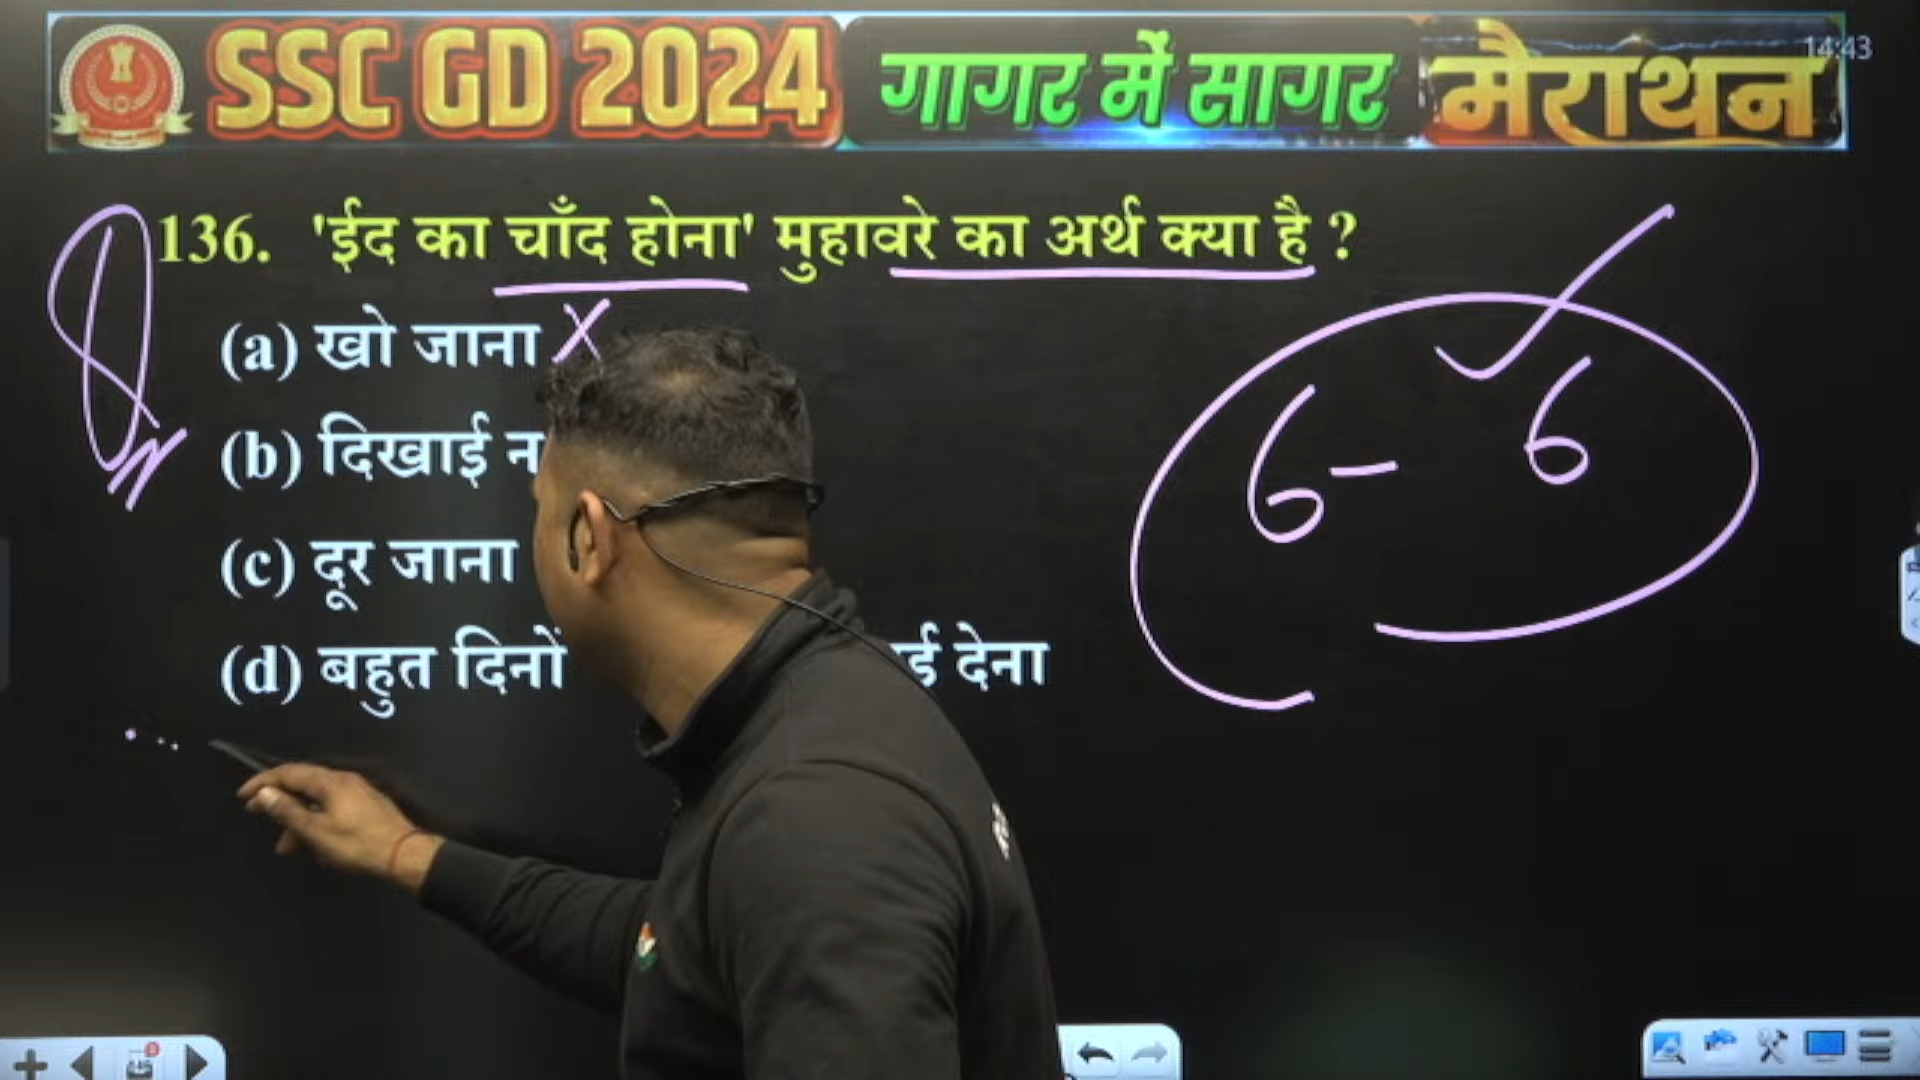 SSC GD 2024 गागर में सागर मैराथन
14:43
136. 'ईद का चाँद होना' मुहावरे का अर्थ क्या है ?
(a) खो जाना X
(b) दिखाई न
(c) दूर जाना
(d) बहुत दिनों देना
6 - 6